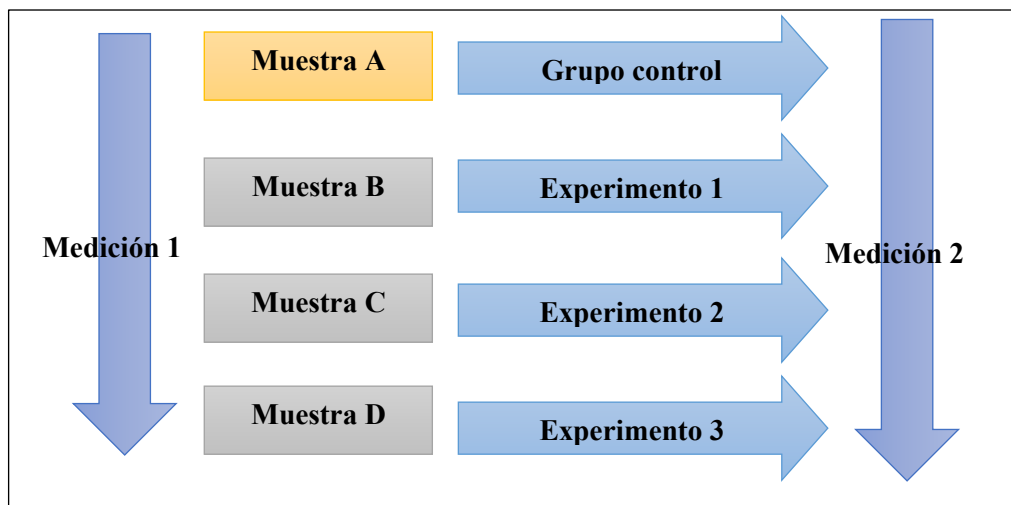 Muestra A
Grupo control
Muestra B
Experimento 1
Medición 1
Medición 2
Muestra C
Experimento 2
Muestra D
Experimento 3